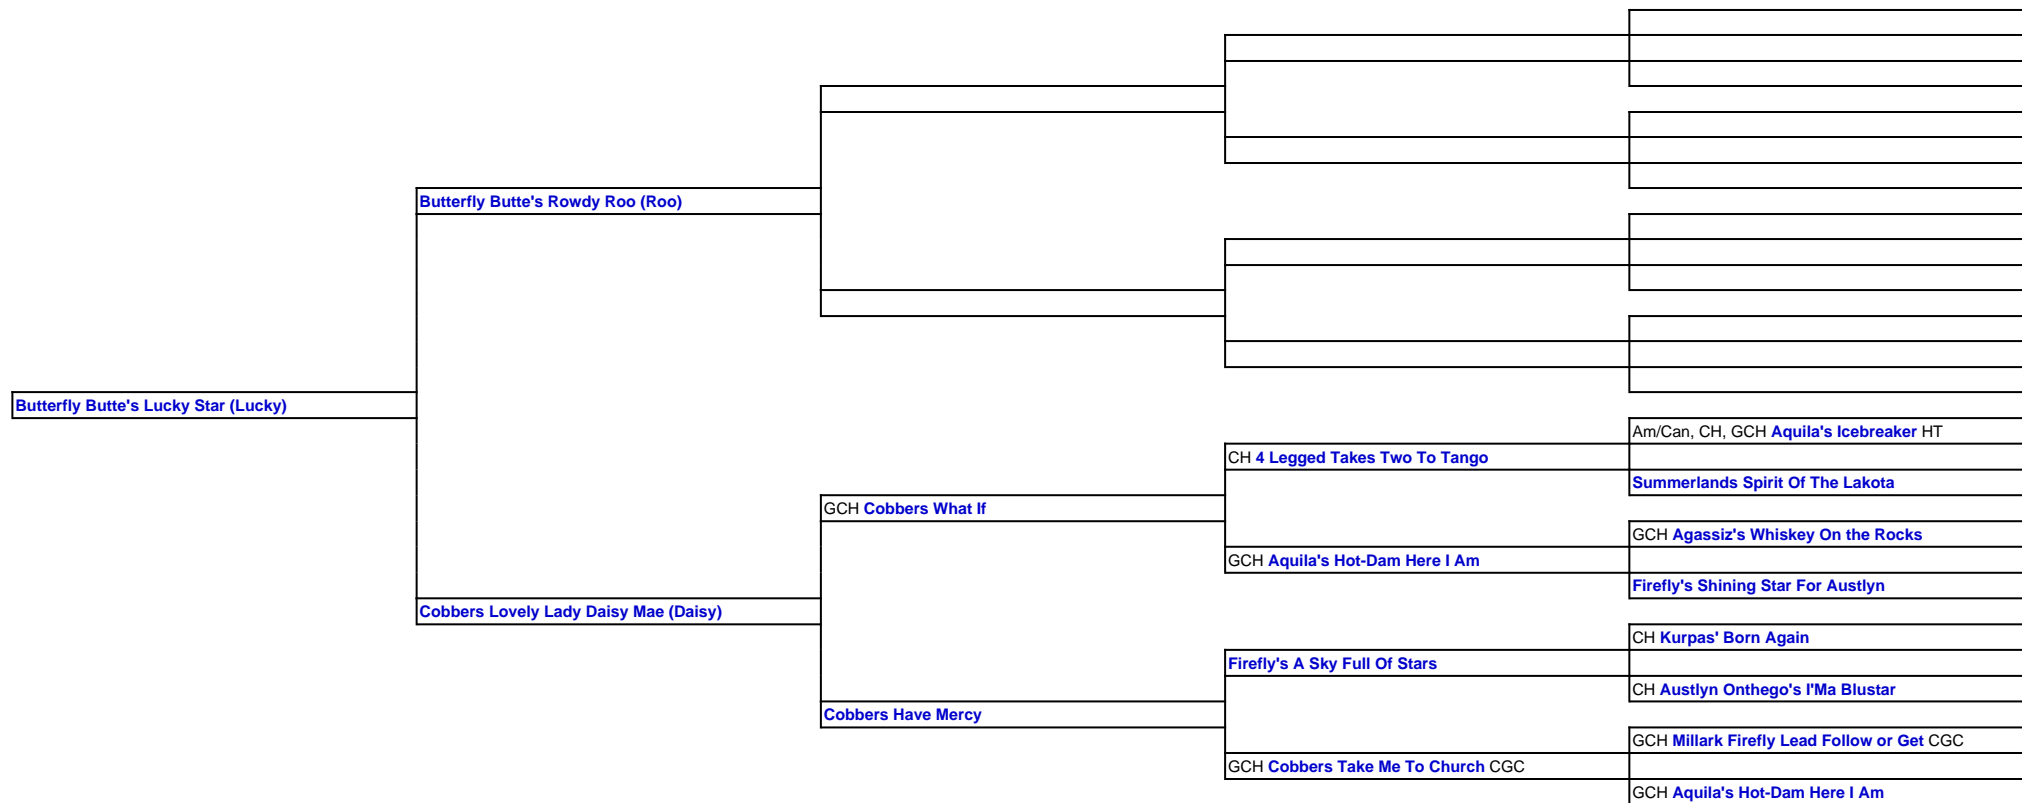 Butterfly Butte's Rowdy Roo (Roo)
Butterfly Butte's Lucky Star (Lucky)
Am/Can, CH, GCH Aquila's Icebreaker HT
CH 4 Legged Takes Two To Tango
Summerlands Spirit Of The Lakota
GCH Cobbers What If
GCH Agassiz's Whiskey On the Rocks
GCH Aquila's Hot-Dam Here I Am
Firefly's Shining Star For Austlyn
Cobbers Lovely Lady Daisy Mae (Daisy)
CH Kurpas' Born Again
Firefly's A Sky Full Of Stars
CH Austlyn Onthego's I'Ma Blustar
Cobbers Have Mercy
GCH Millark Firefly Lead Follow or Get CGC
GCH Cobbers Take Me To Church CGC
GCH Aquila's Hot-Dam Here I Am